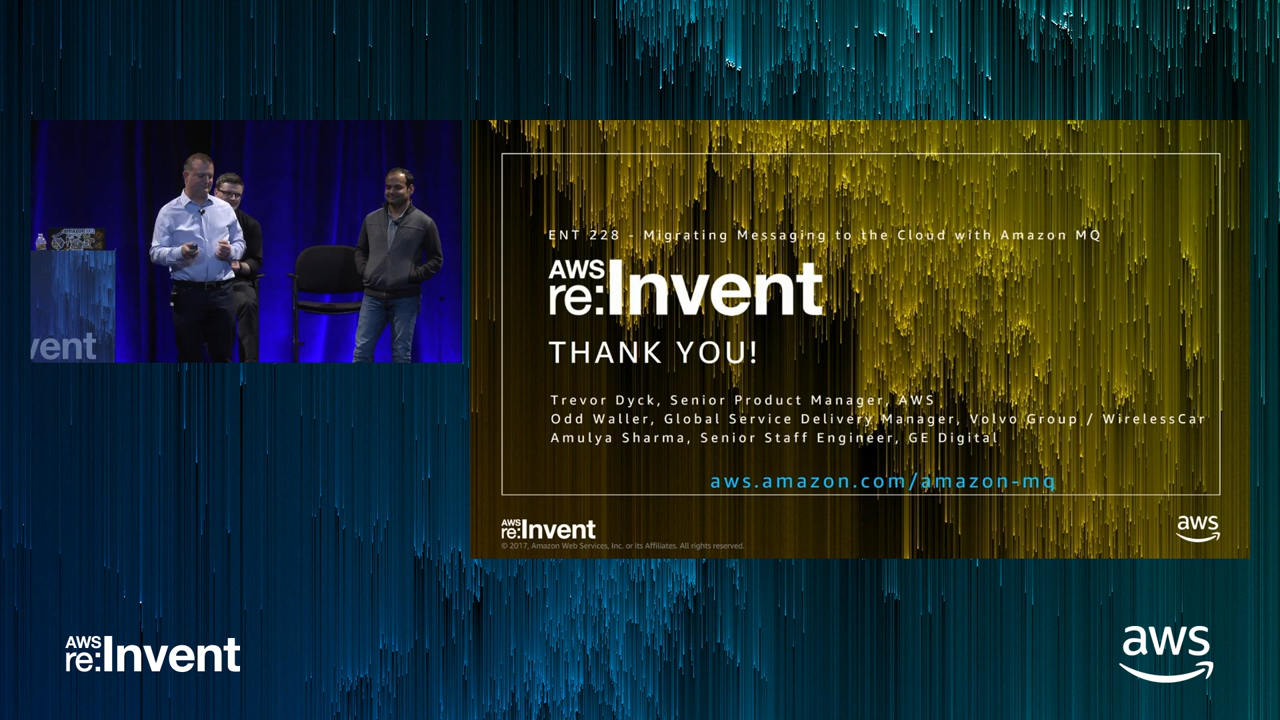 vent
ENT 228 - Migrating Messaging to the Cloud with Amazon MQ
AWS
re:Invent
THANK YOU!
Trevor Dyck, Senior Product Manager, AWS
Odd Waller, Global Service Delivery Manager, Volvo Group / WirelessCar
Amulya Sharma, Senior Staff Engineer, GE Digital
aws.amazon.com/amazon-mq
AWS
re:Invent
© 2017, Amazon Web Services, Inc. or its Affiliates. All rights reserved.
aws
AWS
re:Invent
aws